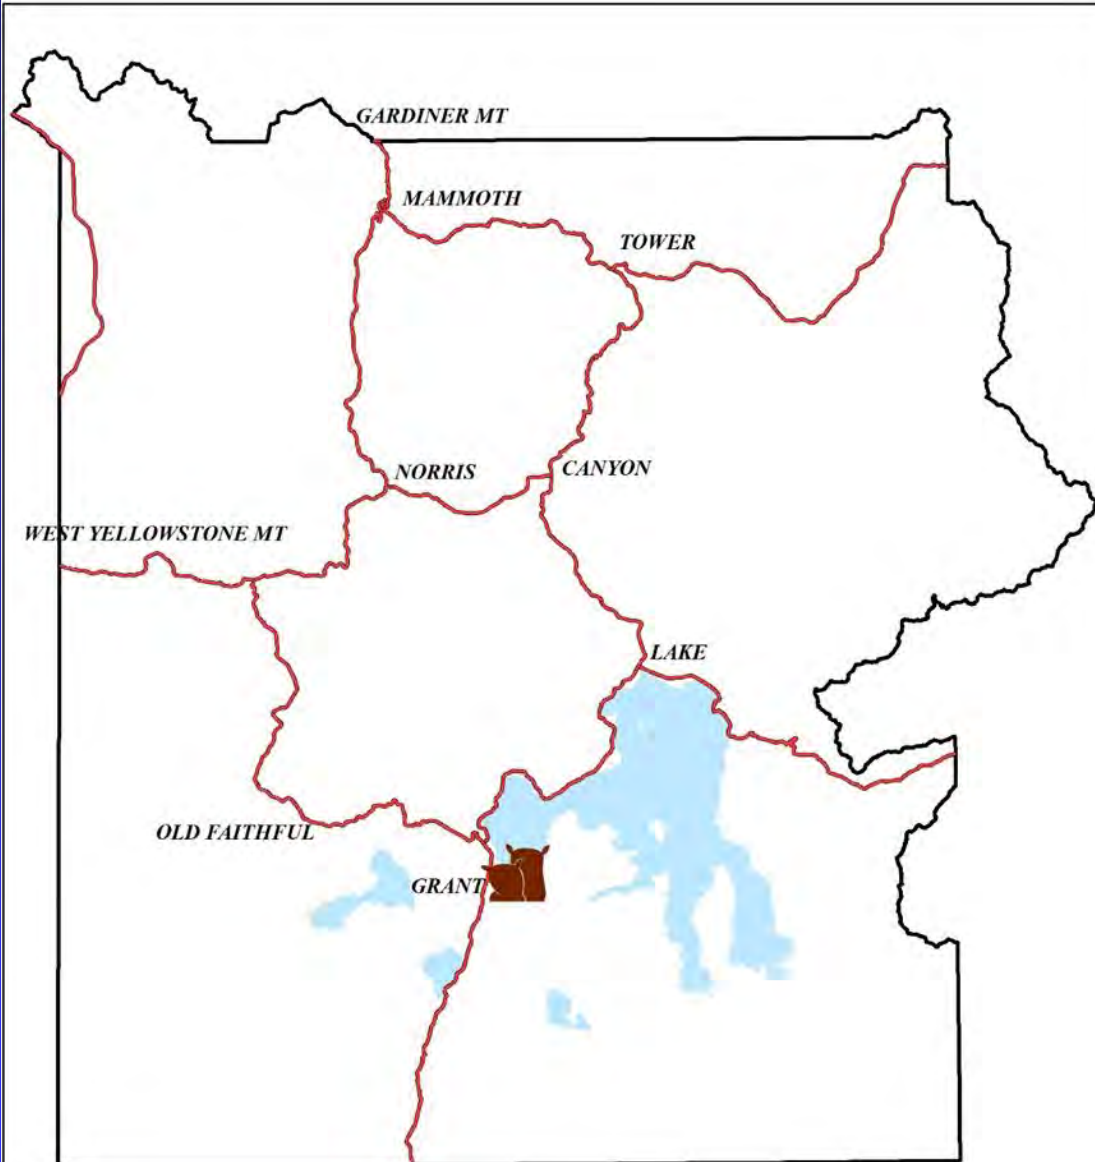 GARDINER MT
MAMMOTH
TOWER
NORRIS
CANYON
WEST YELLOWSTONE MT
LAKE
OLD FAITHFUL
GRANT